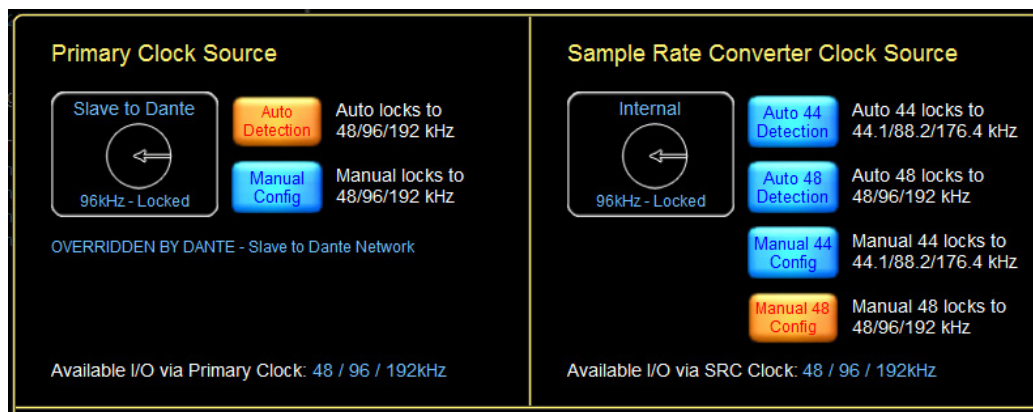 Primary Clock Source
Slave to Dante
96kHz - Locked
Auto
Detection
Auto locks to
48/96/192 kHz
Manual
Config
Manual locks to
48/96/192 kHz
OVERRIDDEN BY DANTE - Slave to Dante Network
Available I/O via Primary Clock: 48 / 96 / 192kHz
Sample Rate Converter Clock Source
Internal
96kHz - Locked
Auto 44
Detection
Auto 44 locks to
44.1/88.2/176.4 kHz
Auto 48
Detection
Auto 48 locks to
48/96/192 kHz
Manual 44
Config
Manual 44 locks to
44.1/88.2/176.4 kHz
Manual 48
Config
Manual 48 locks to
48/96/192 kHz
Available I/O via SRC Clock: 48 / 96 / 192kHz